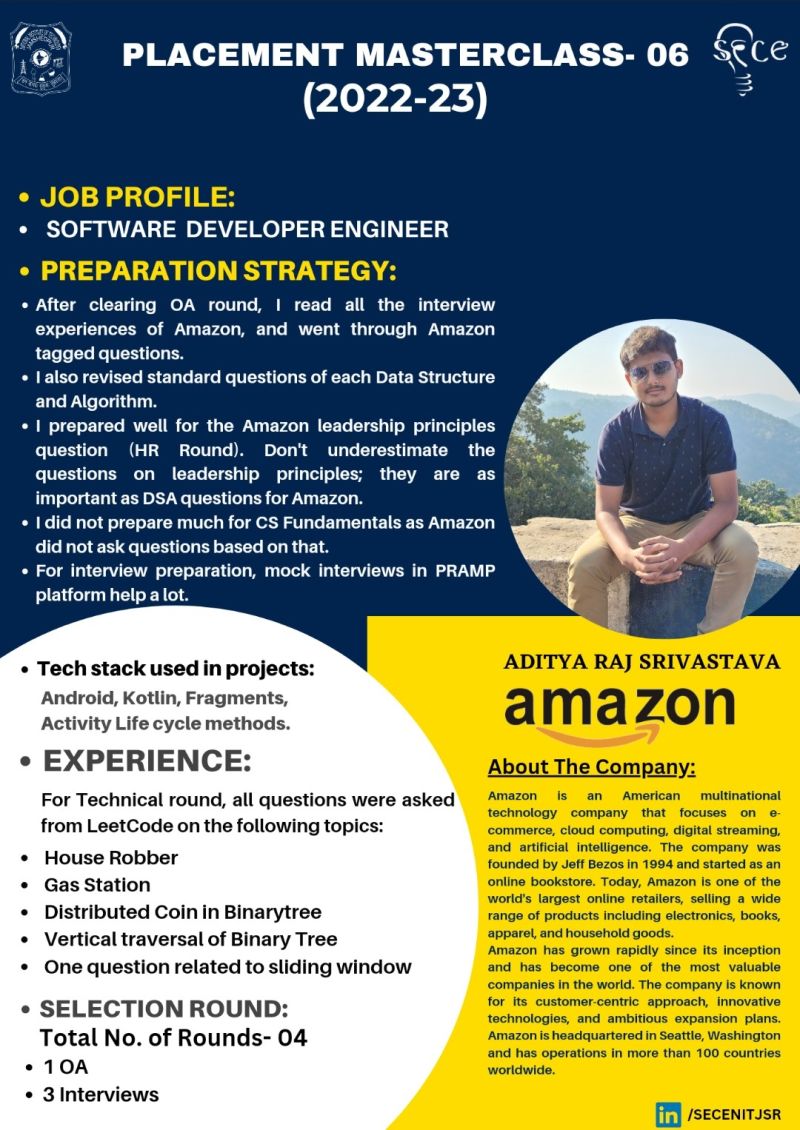 PLACEMENT MASTERCLASS- 06
(2022-23)
sece
• JOB PROFILE:
• SOFTWARE DEVELOPER ENGINEER
• PREPARATION STRATEGY:
• After clearing OA round, I read all the interview
experiences of Amazon, and went through Amazon
tagged questions.
• I also revised standard questions of each Data Structure
and Algorithm.
• I prepared well for the Amazon leadership principles
question (HR Round). Don't underestimate the
questions on leadership principles; they are as
important as DSA questions for Amazon.
• I did not prepare much for CS Fundamentals as Amazon
did not ask questions based on that.
• For interview preparation, mock interviews in PRAMP
platform help a lot.
• Tech stack used in projects:
Android, Kotlin, Fragments,
Activity Life cycle methods.
• EXPERIENCE:
For Technical round, all questions were asked
from LeetCode on the following topics:
• House Robber
• Gas Station
• Distributed Coin in Binarytree
• Vertical traversal of Binary Tree
• One question related to sliding window
• SELECTION ROUND:
Total No. of Rounds- 04
• 1 OA
• 3 Interviews
ADITYA RAJ SRIVASTAVA
amazon
About The Company:
Amazon is an American multinational
technology company that focuses on e-
commerce, cloud computing, digital streaming,
and artificial intelligence. The company was
founded by Jeff Bezos in 1994 and started as an
online bookstore. Today, Amazon is one of the
world's largest online retailers, selling a wide
range of products including electronics, books,
apparel, and household goods.
Amazon has grown rapidly since its inception
and has become one of the most valuable
companies in the world. The company is known
for its customer-centric approach, innovative
technologies, and ambitious expansion plans.
Amazon is headquartered in Seattle, Washington
and has operations in more than 100 countries
worldwide.
in /SECENITJSR